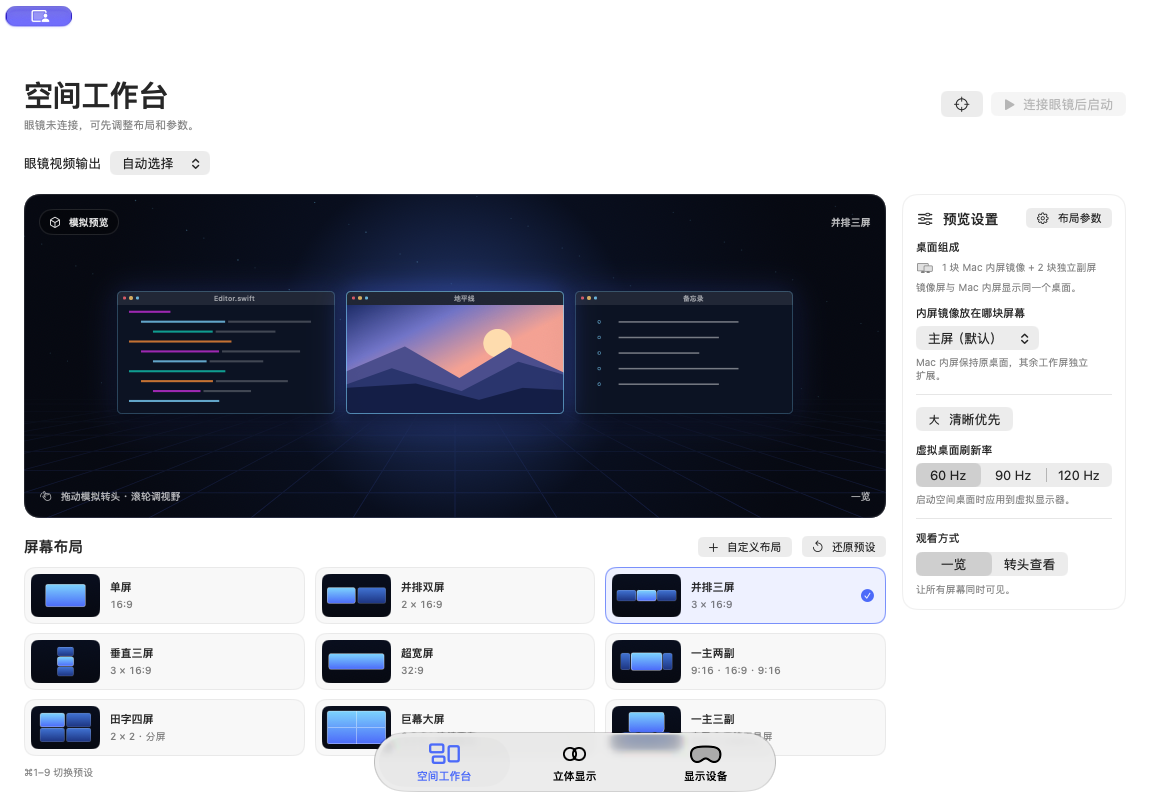 空间工作台
眼镜未连接，可先调整布局和参数。
连接眼镜后启动
眼镜视频输出
自动选择
模拟预览
并排三屏
Editor.swift
地平线
备忘录
拖动模拟转头 · 滚轮调视野
一览
预览设置
布局参数
桌面组成
1 块 Mac 内屏镜像 + 2 块独立副屏
镜像屏与 Mac 内屏显示同一个桌面。
内屏镜像放在哪块屏幕
主屏（默认）
Mac 内屏保持原桌面，其余工作屏独立
扩展。
大 清晰优先
虚拟桌面刷新率
60 Hz
90 Hz
120 Hz
启动空间桌面时应用到虚拟显示器。
观看方式
一览
转头查看
让所有屏幕同时可见。
屏幕布局
自定义布局
还原预设
单屏
16:9
并排双屏
2 × 16:9
并排三屏
3 × 16:9
垂直三屏
3 × 16:9
超宽屏
32:9
一主两副
9:16 · 16:9 · 9:16
田字四屏
2 × 2 · 分屏
巨幕大屏
一主三副
⌘1–9 切换预设
空间工作台
立体显示
显示设备